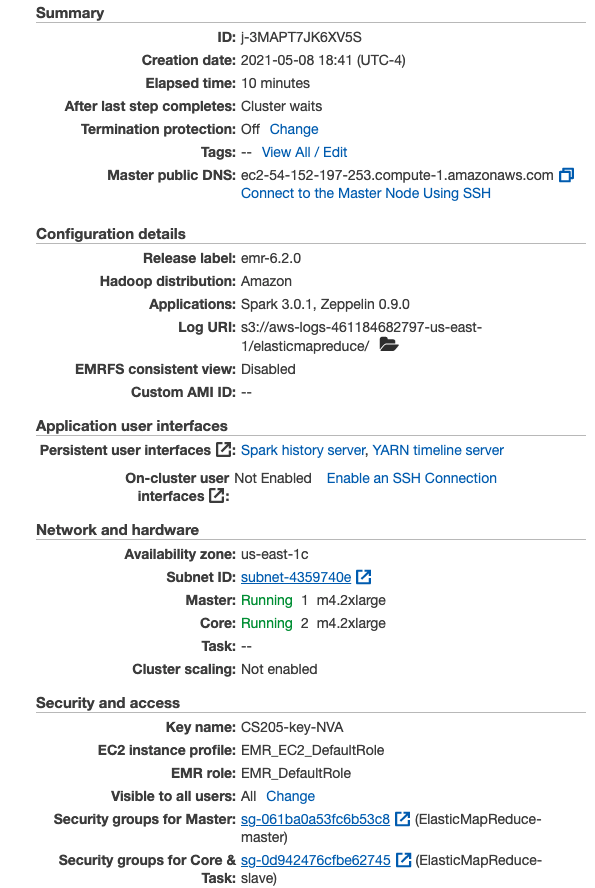 Summary
ID: j-3MAPT7JK6XV5S
Creation date: 2021-05-08 18:41 (UTC-4)
Elapsed time: 10 minutes
After last step completes: Cluster waits
Termination protection: Off Change
Tags: -- View All / Edit
Master public DNS: ec2-54-152-197-253.compute-1.amazonaws.com
Connect to the Master Node Using SSH
Configuration details
Release label: emr-6.2.0
Hadoop distribution: Amazon
Applications: Spark 3.0.1, Zeppelin 0.9.0
Log URI: s3://aws-logs-461184682797-us-east-
1/elasticmapreduce/
EMRFS consistent view: Disabled
Custom AMI ID: --
Application user interfaces
Persistent user interfaces : Spark history server, YARN timeline server
On-cluster user Not Enabled Enable an SSH Connection
interfaces :
Network and hardware
Availability zone: us-east-1c
Subnet ID: subnet-4359740e
Master: Running 1 m4.2xlarge
Core: Running 2 m4.2xlarge
Task: --
Cluster scaling: Not enabled
Security and access
Key name: CS205-key-NVA
EC2 instance profile: EMR_EC2_DefaultRole
EMR role: EMR_DefaultRole
Visible to all users: All Change
Security groups for Master: sg-061ba0a53fc6b53c8 (ElasticMapReduce-
master)
Security groups for Core & sg-0d942476cfbe62745 (ElasticMapReduce-
Task: slave)